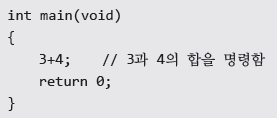 int main(void)
{
    3+4;    // 3과 4의 합을 명령함
    return 0;
}